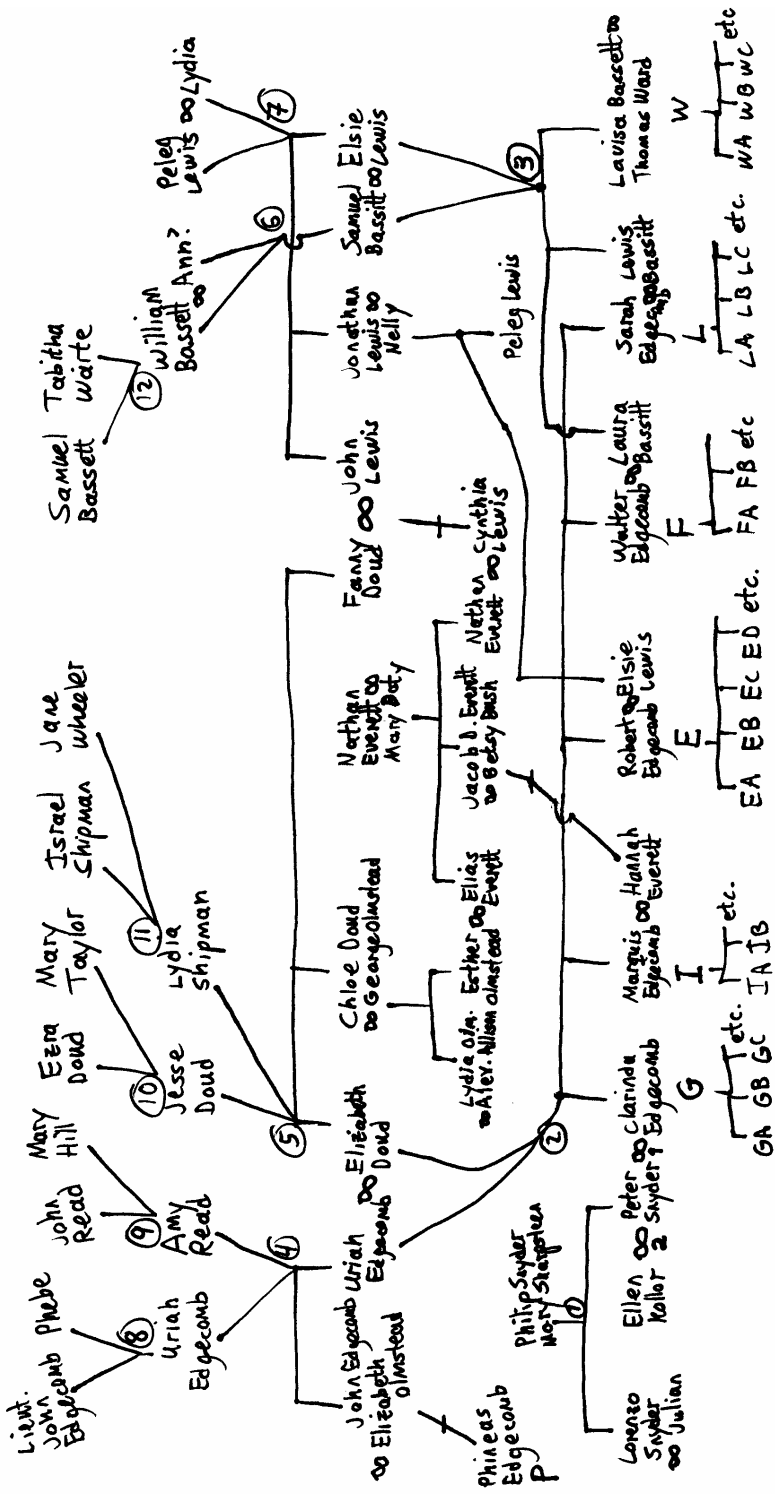 Lieut.
John
Edgecomb
Phebe
John
Read
Mary
Hill
Ezra
Doud
Mary
Taylor
Israel
Shipman
Jane
Wheeler
Samuel
Bassett
Tabitha
Waite
8
9
10
11
12
Uriah
Edgecomb
Amy
Read
Jesse
Doud
Lydia
Shipman
William
Bassett ∞
Ann?
Peleg
Lewis ∞ Lydia
4
5
6
7
John Edgecomb
∞ Elizabeth
Olmstead
Uriah
Edgecomb
∞ Elizabeth
Doud
Chloe Doud
∞ George Olmstead
Nathan
Everett ∞
Mary Doty
Fanny
Doud
∞ John
Lewis
Jonathan
Lewis ∞
Nelly
Samuel
Bassitt ∞
Elsie
Lewis
Phineas
Edgecomb
P
Lydia Olm.
∞ Alex. Allison
Esther ∞
Olmstead
Elias
Everett
Jacob D. Everett
∞ Betsy Bush
Nathan
Everett ∞
Cynthia
Lewis
Peleg Lewis
Philip Snyder
1
2
3
Lorenzo
Snyder
∞ Julian
Ellen
Kollor
∞
2
Peter ∞
Snyder 1
Clarinda
Edgecomb
Marquis ∞
Edgecomb
Hannah
Everett
Robert ∞
Edgecomb
Elsie
Lewis
Walter ∞
Edgecomb
Laura
Bassitt
Sarah
Edgecomb
Lewis
∞ Bassitt
Lavisa Bassett ∞
Thomas Ward
G
I
E
F
L
W
GA GB GC etc.
IA IB etc.
EA EB EC ED etc.
FA FB etc
LA LB LC etc.
WA WB WC etc